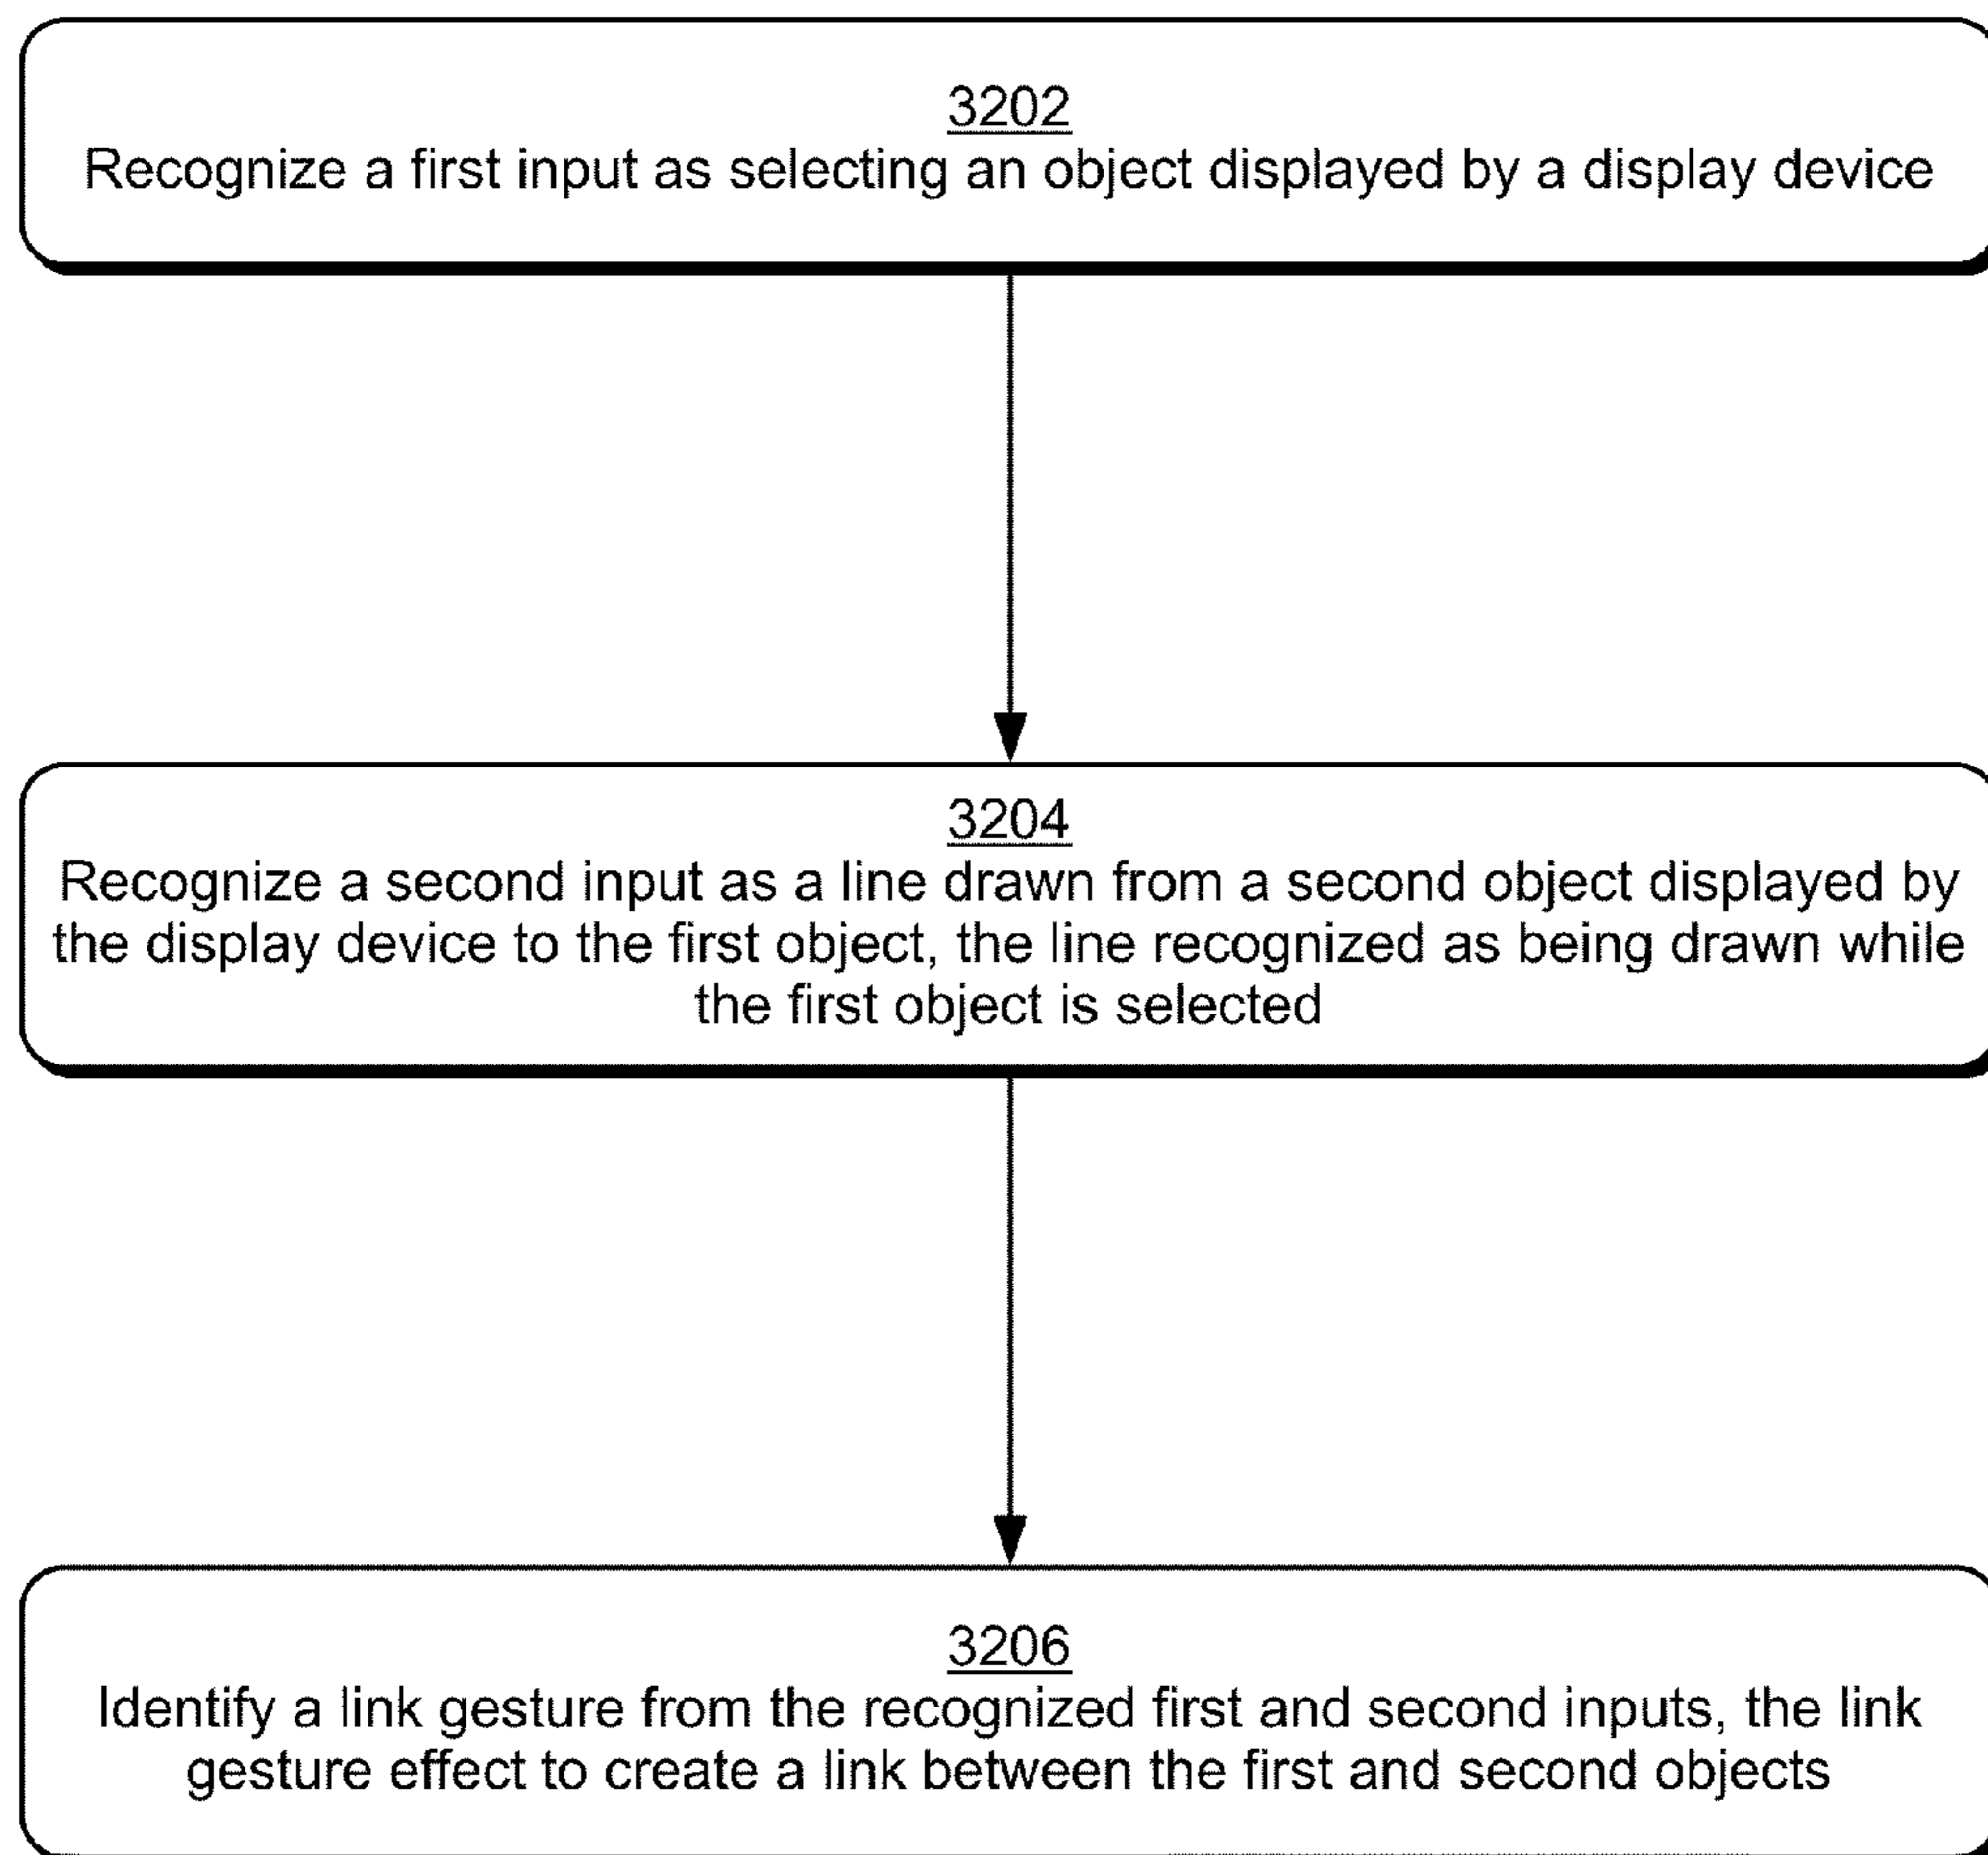 3202
Recognize a first input as selecting an object displayed by a display device
3204
Recognize a second input as a line drawn from a second object displayed by
the display device to the first object, the line recognized as being drawn while
the first object is selected
3206
Identify a link gesture from the recognized first and second inputs, the link
gesture effect to create a link between the first and second objects